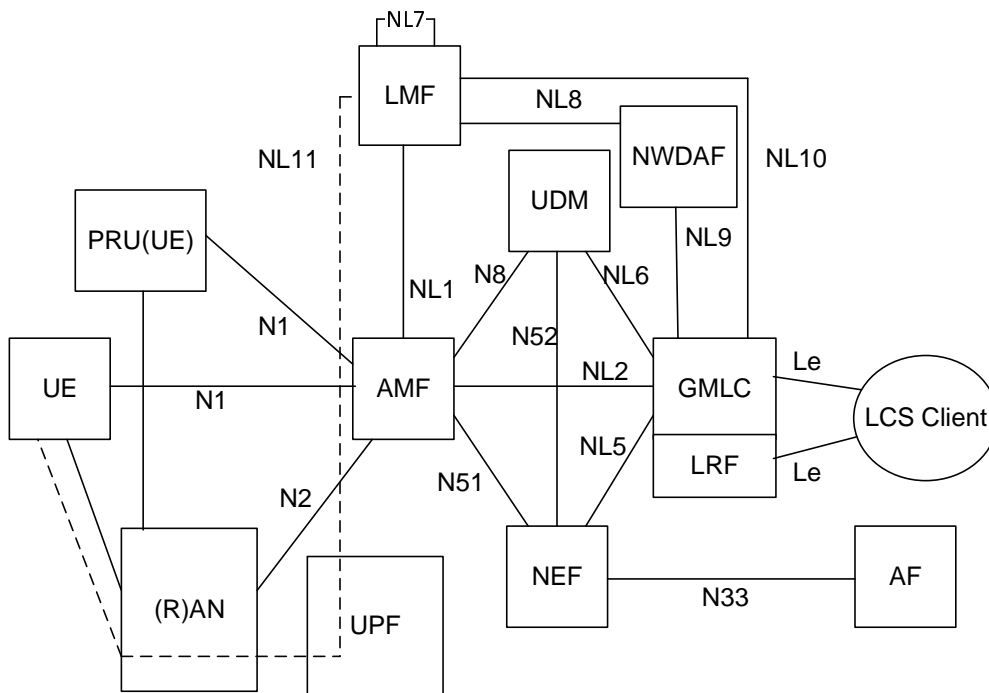 NL7
LMF
NL8
NWDAF
NL11
NL10
UDM
PRU(UE)
NL9
N8
NL6
NL1
N1
N52
UE
N1
AMF
NL2
GMLC
Le
LCS Client
NL5
LRF
Le
N51
N2
(R)AN
UPF
NEF
N33
AF